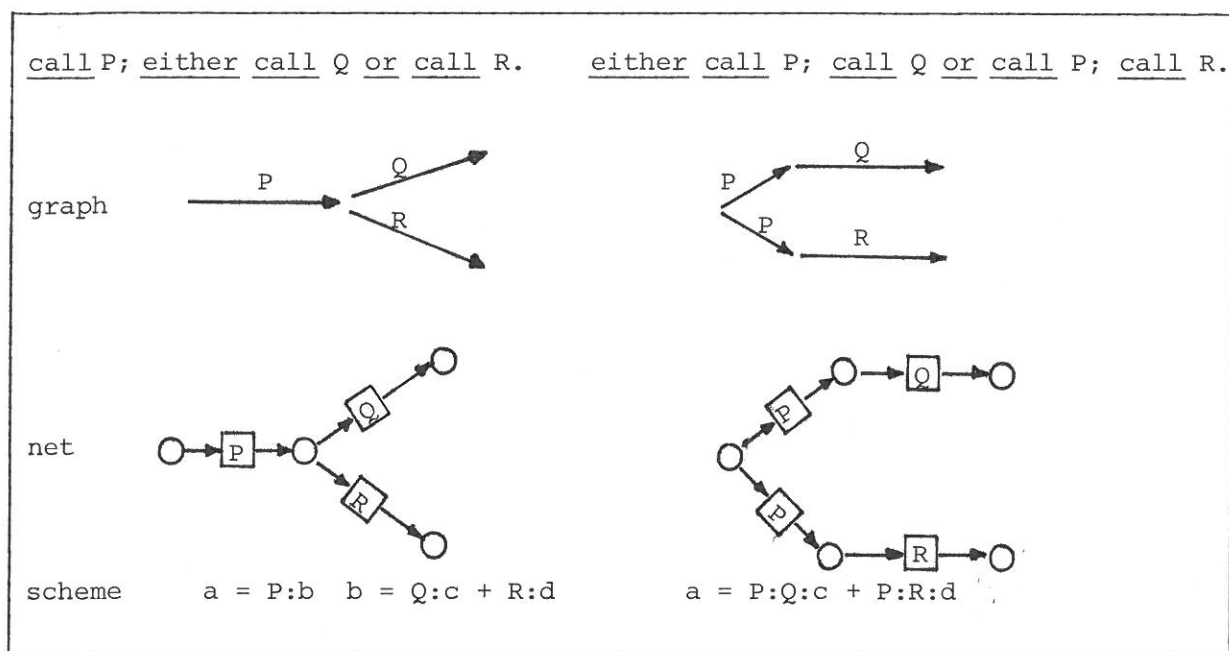 call P; either call Q or call R. either call P; call Q or call P; call R.
P Q R
P Q
P R
graph
P Q R
P Q
P R
net
scheme a = P:b b = Q:c + R:d a = P:Q:c + P:R:d